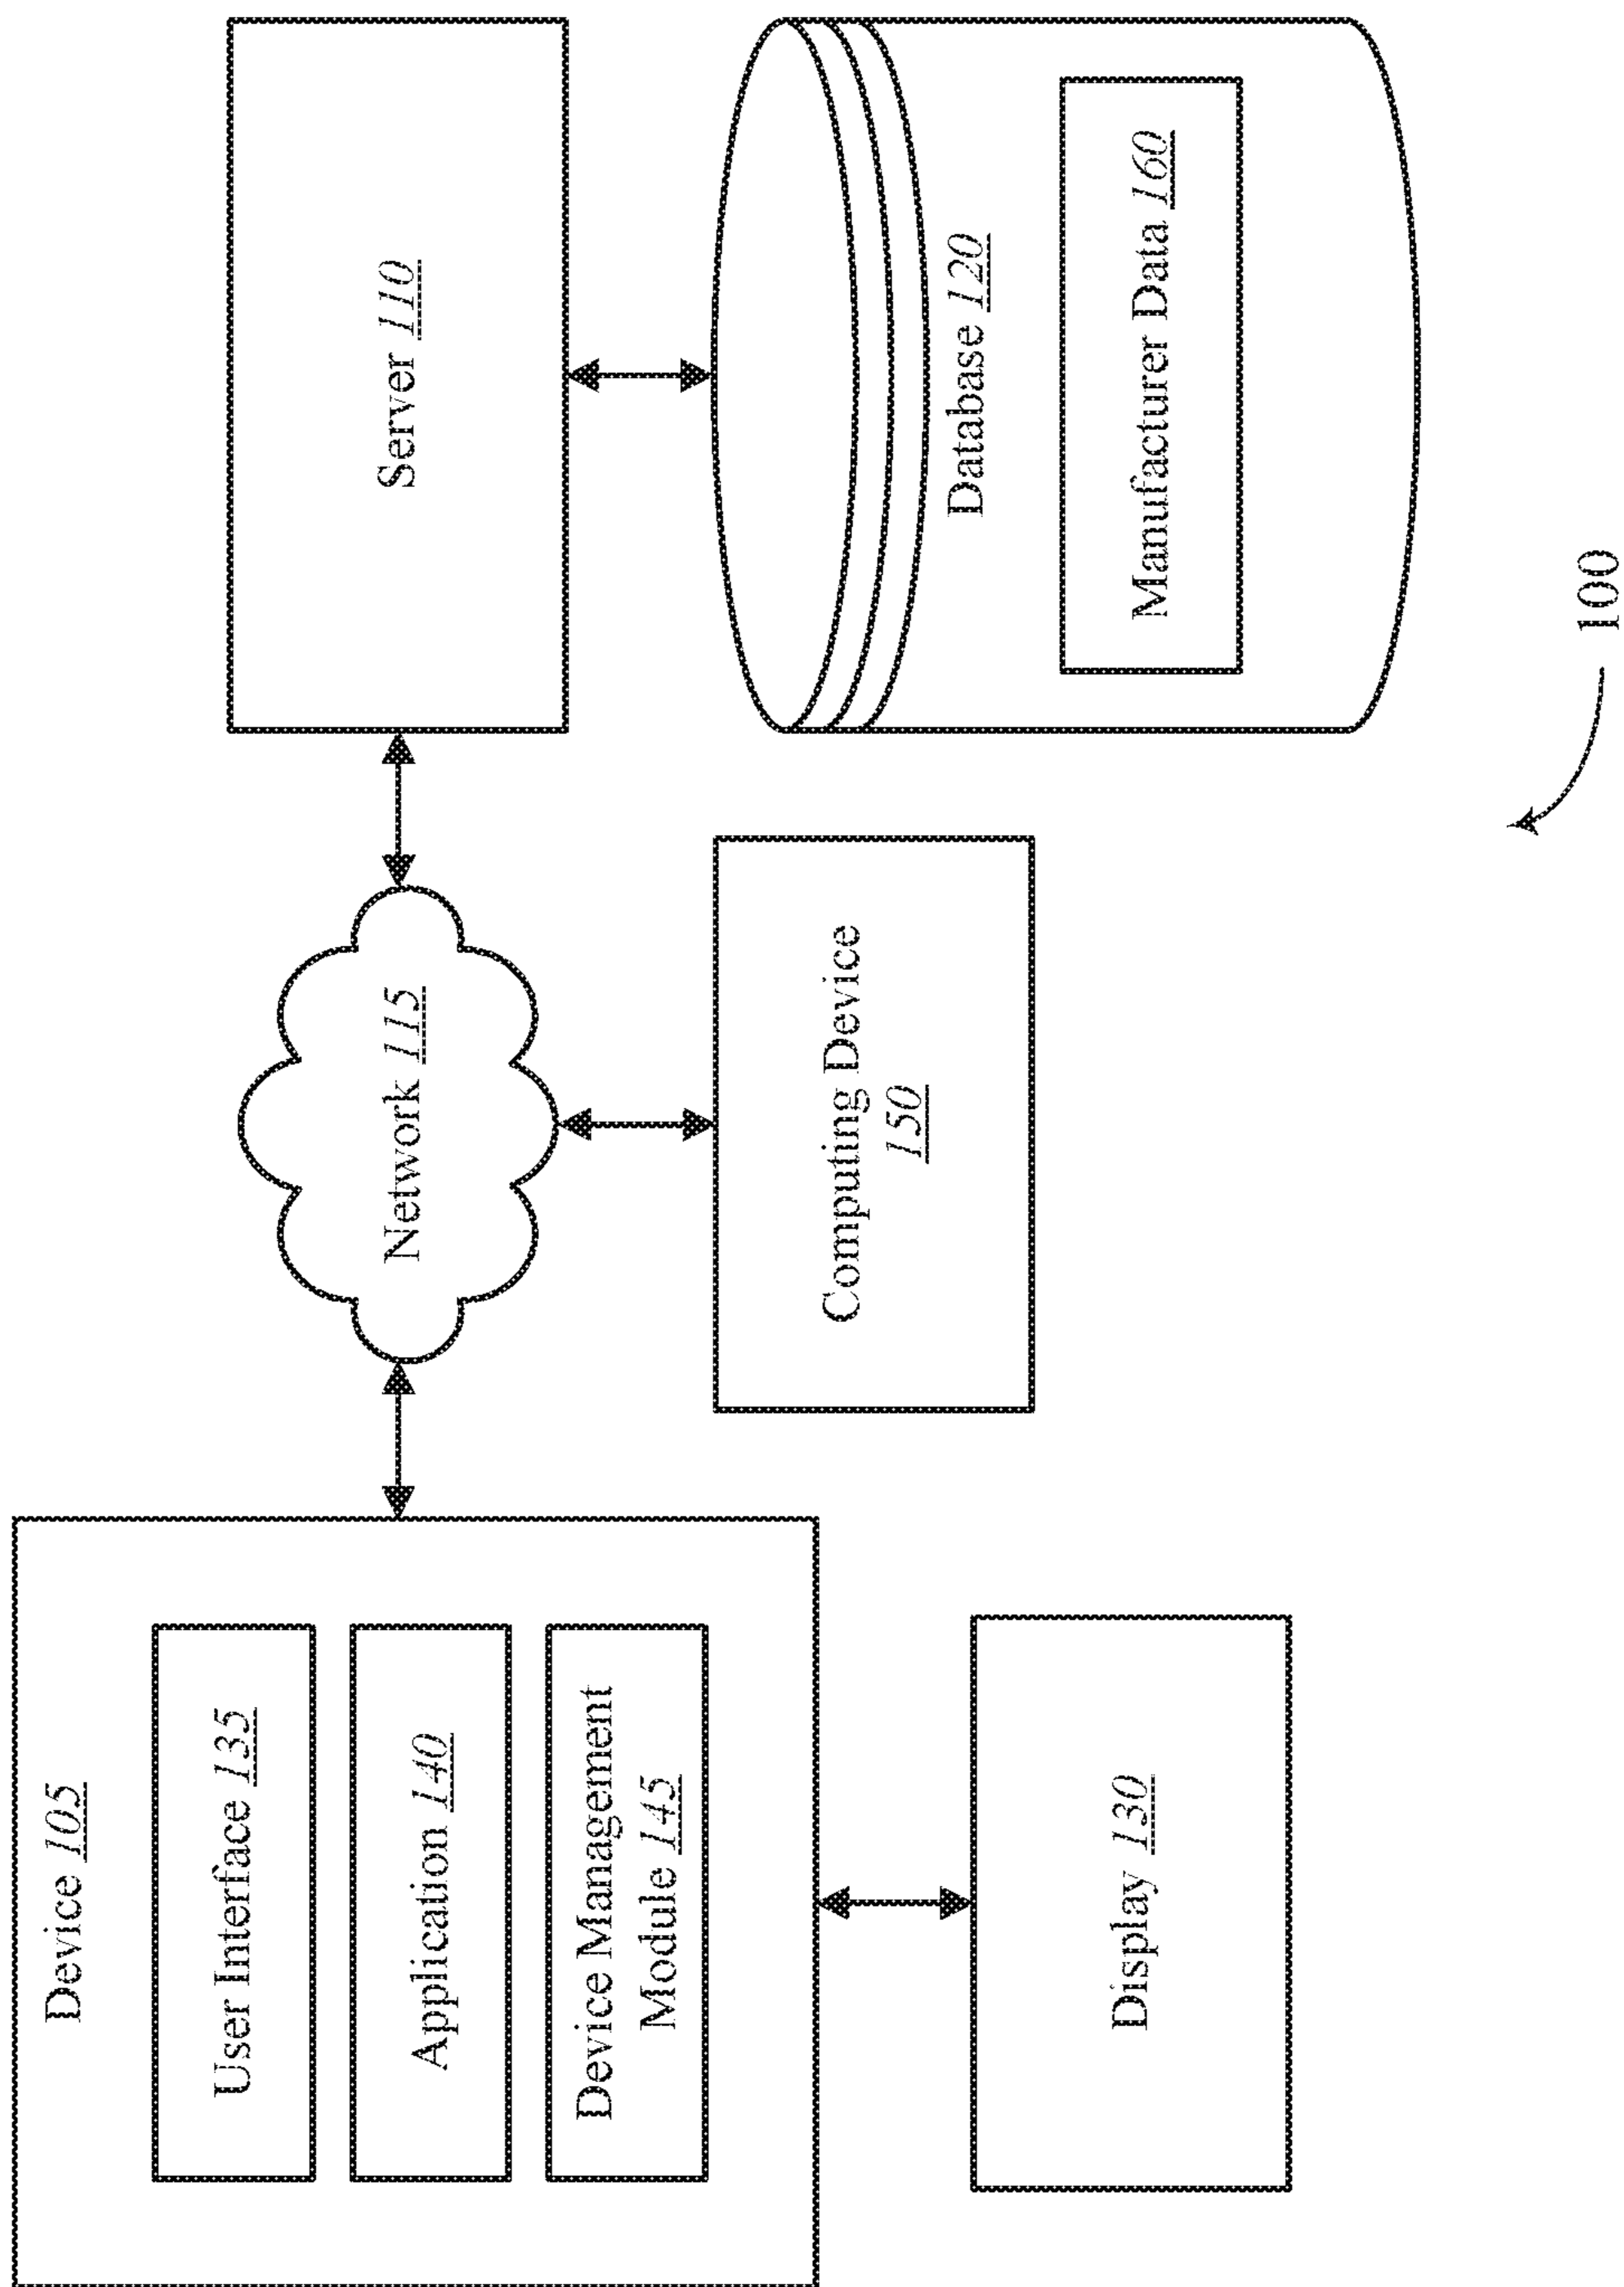 Device 105
User Interface 135
Application 140
Device Management
Module 145
Display 130
Network 115
Computing Device
150
Server 110
Database 120
Manufacturer Data 160
100